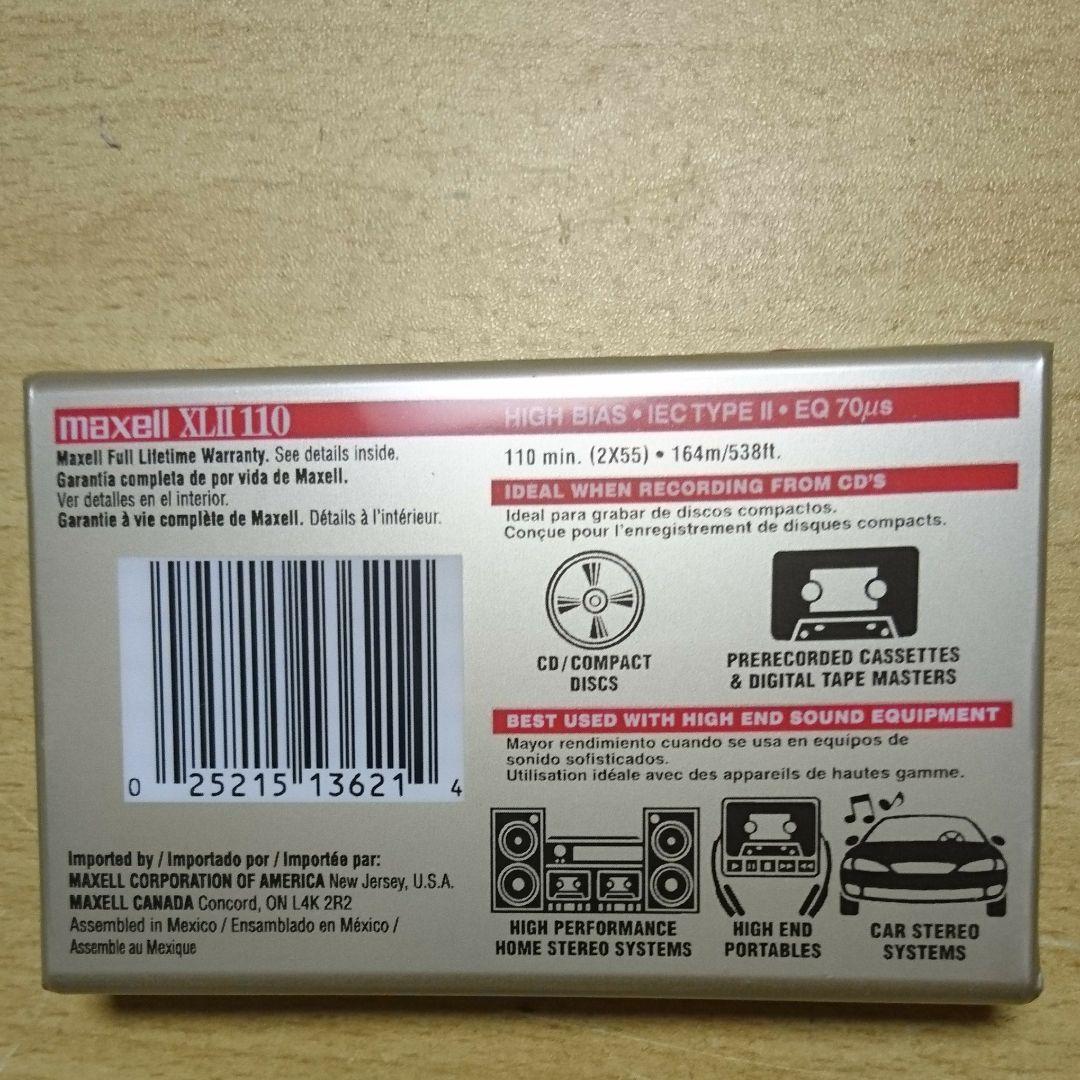 maxell XLII 110
HIGH BIAS • IEC TYPE II • EQ 70µs
Maxell Full Lifetime Warranty. See details inside.
Garantía completa de por vida de Maxell.
Ver detalles en el interior.
Garantie à vie complète de Maxell. Détails à l'intérieur.
110 min. (2X55) • 164m/538ft.
IDEAL WHEN RECORDING FROM CD'S
Ideal para grabar de discos compactos.
Conçue pour l'enregistrement de disques compacts.
CD/COMPACT
DISCS
PRERECORDED CASSETTES
& DIGITAL TAPE MASTERS
BEST USED WITH HIGH END SOUND EQUIPMENT
Mayor rendimiento cuando se usa en equipos de
sonido sofisticados.
Utilisation idéale avec des appareils de hautes gamme.
HIGH PERFORMANCE
HOME STEREO SYSTEMS
HIGH END
PORTABLES
CAR STEREO
SYSTEMS
0 25215 13621 4
Imported by / Importado por / Importée par:
MAXELL CORPORATION OF AMERICA New Jersey, U.S.A.
MAXELL CANADA Concord, ON L4K 2R2
Assembled in Mexico / Ensamblado en México /
Assemble au Mexique